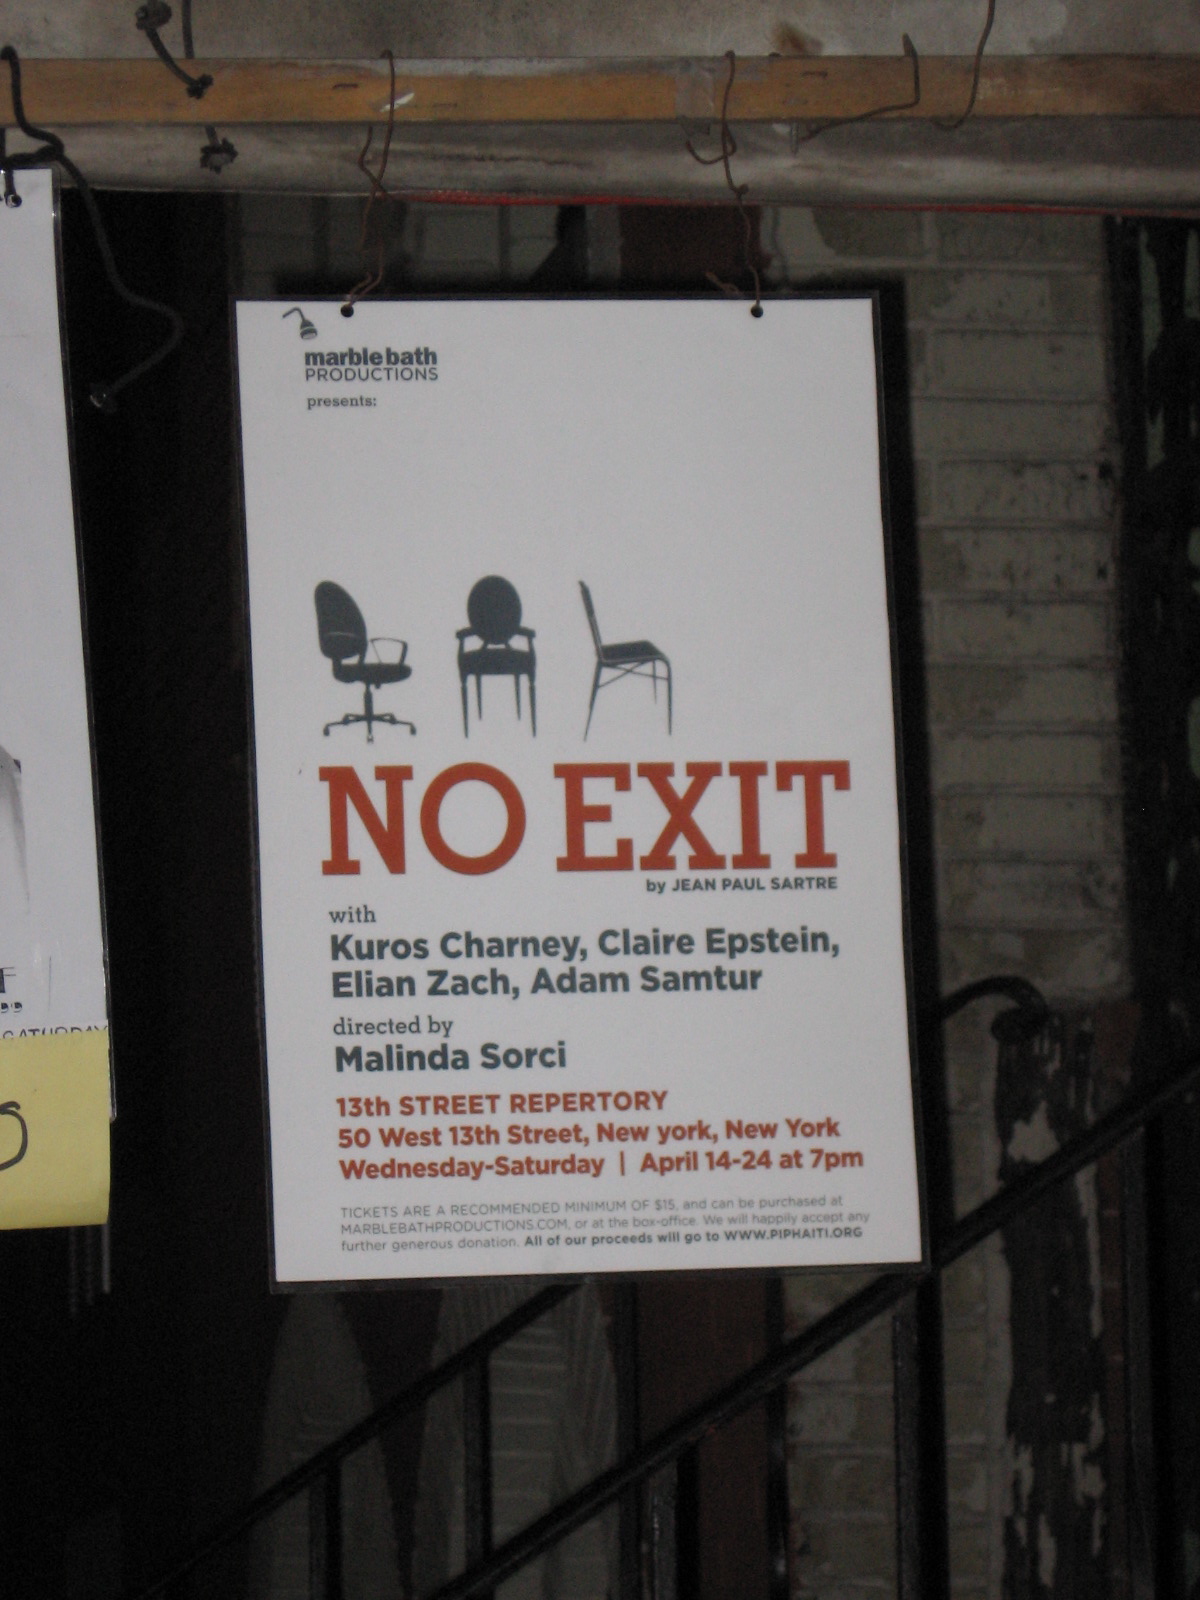 marble bath
PRODUCTIONS
presents:
NO EXIT
by JEAN PAUL SARTRE
with
Kuros Charney, Claire Epstein,
Elian Zach, Adam Samtur
directed by
Malinda Sorci
13th STREET REPERTORY
50 West 13th Street, New york, New York
Wednesday-Saturday | April 14-24 at 7pm
TICKETS ARE A RECOMMENDED MINIMUM OF $15, and can be purchased at
MARBLEBATHPRODUCTIONS.COM, or at the box-office. We will happily accept any
further generous donation. All of our proceeds will go to WWW.PIPHAITI.ORG
SATURDAY